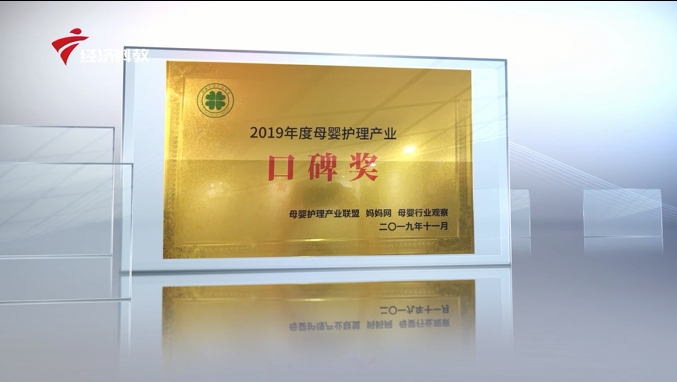 经济科教
2019年度母婴护理产业
口碑奖
母婴护理产业联盟 妈妈网 母婴行业观察
二〇一九年十一月